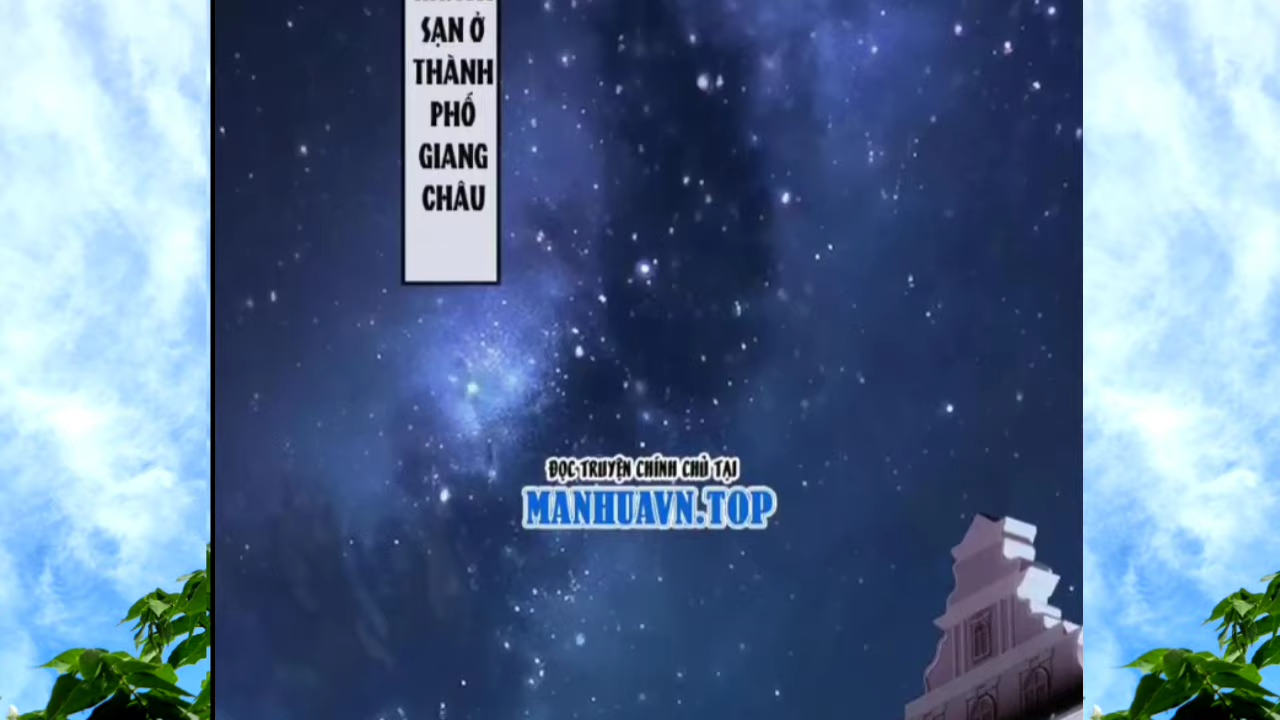 SẠN Ở
THÀNH
PHỐ
GIANG
CHÂU
ĐỌC TRUYỆN CHÍNH CHỦ TẠI
MANHUAVN.TOP